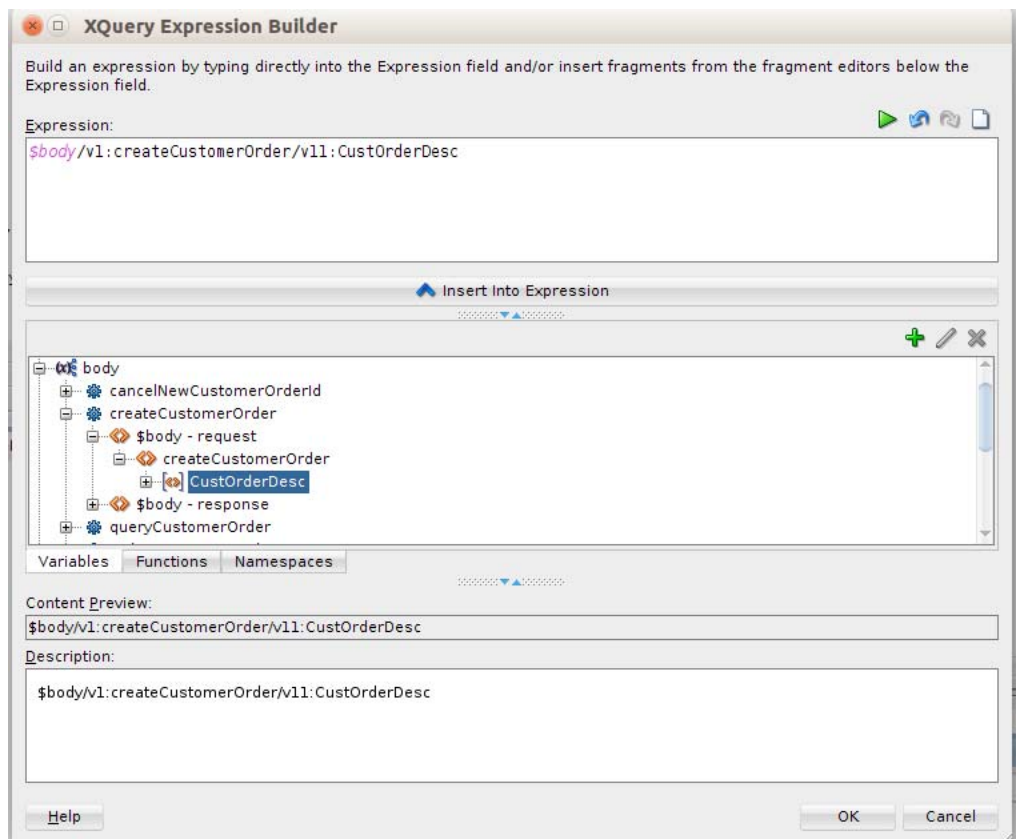 XQuery Expression Builder
Build an expression by typing directly into the Expression field and/or insert fragments from the fragment editors below the
Expression field.
Expression:
$body/v1:createCustomerOrder/v11:CustOrderDesc
Insert Into Expression
body
cancelNewCustomerOrderId
createCustomerOrder
$body - request
createCustomerOrder
CustOrderDesc
$body - response
queryCustomerOrder
Variables Functions Namespaces
Content Preview:
$body/v1:createCustomerOrder/v11:CustOrderDesc
Description:
$body/v1:createCustomerOrder/v11:CustOrderDesc
Help OK Cancel